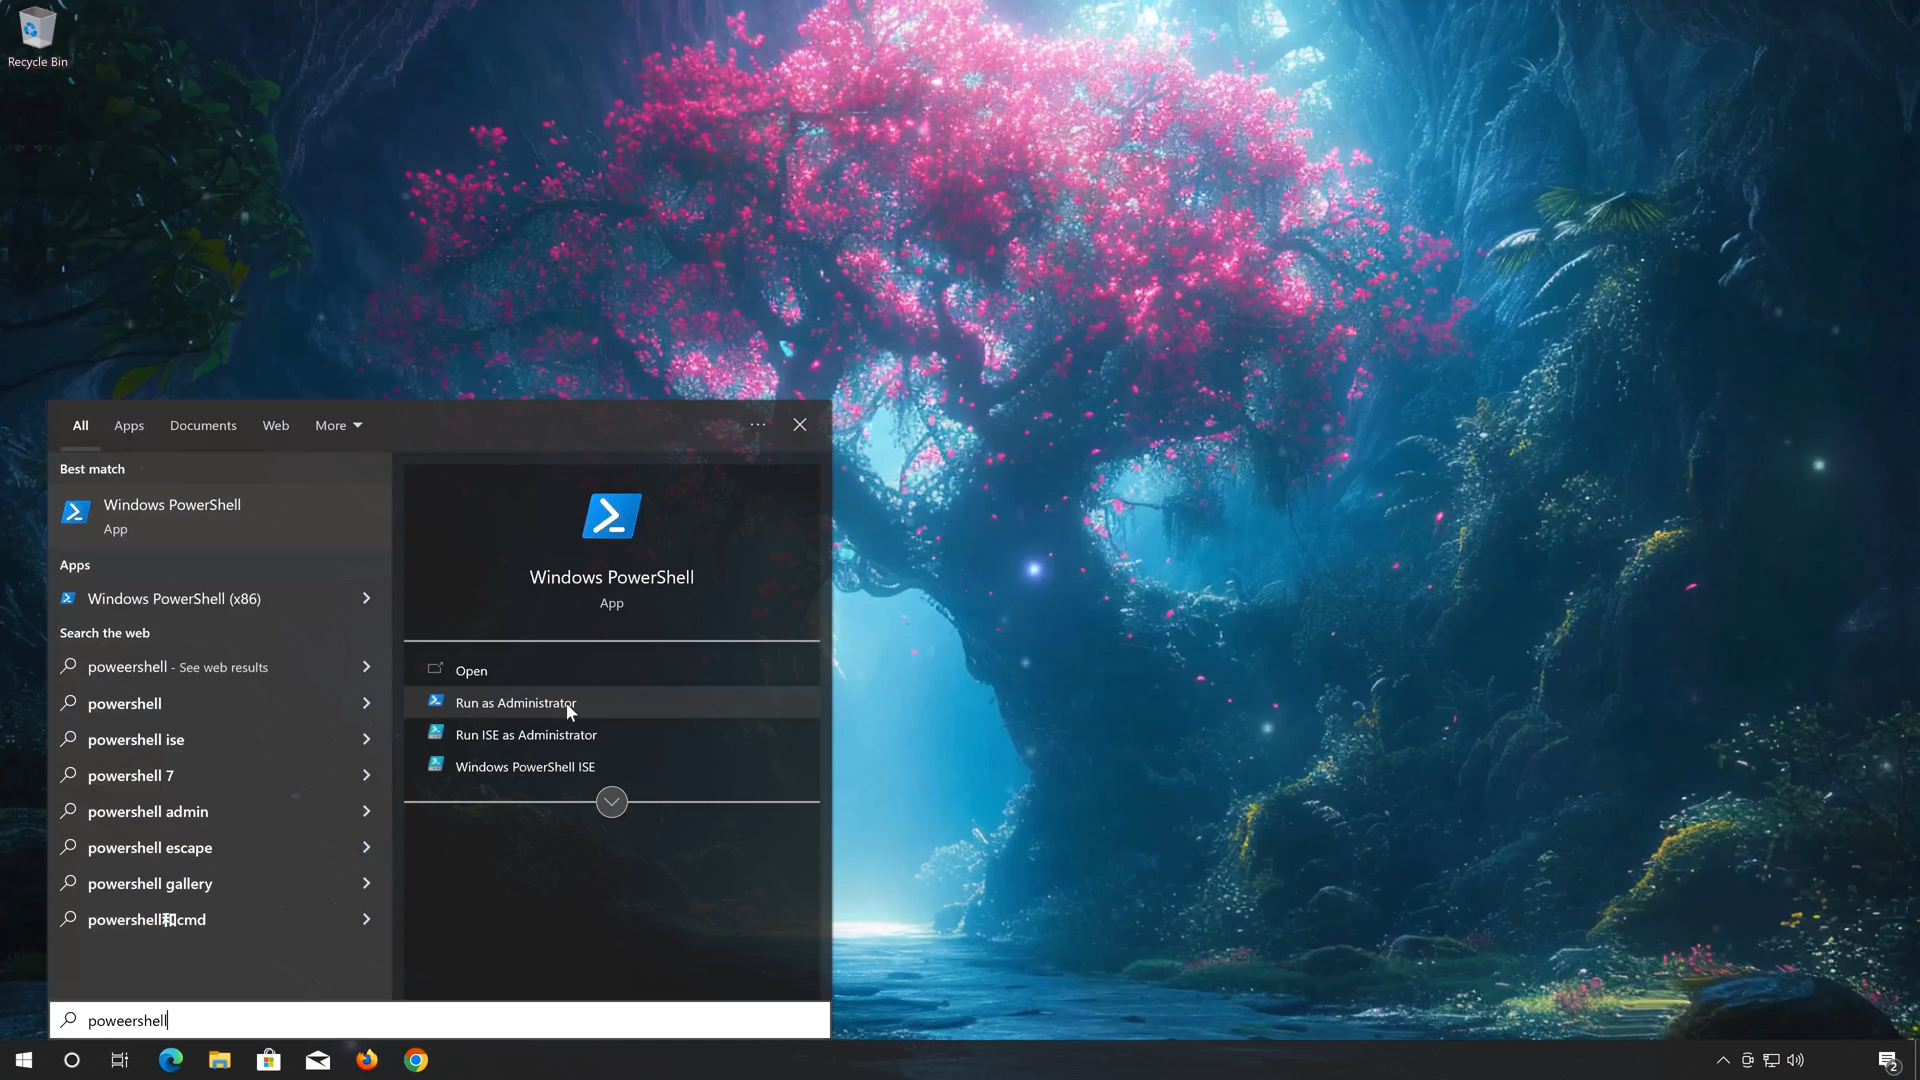 Recycle Bin
All Apps Documents Web More
Best match
Windows PowerShell
App
Apps
Windows PowerShell (x86)
Search the web
poweershell - See web results
powershell
powershell ise
powershell 7
powershell admin
powershell escape
powershell gallery
powershell和cmd
Windows PowerShell
App
Open
Run as Administrator
Run ISE as Administrator
Windows PowerShell ISE
poweershell
2